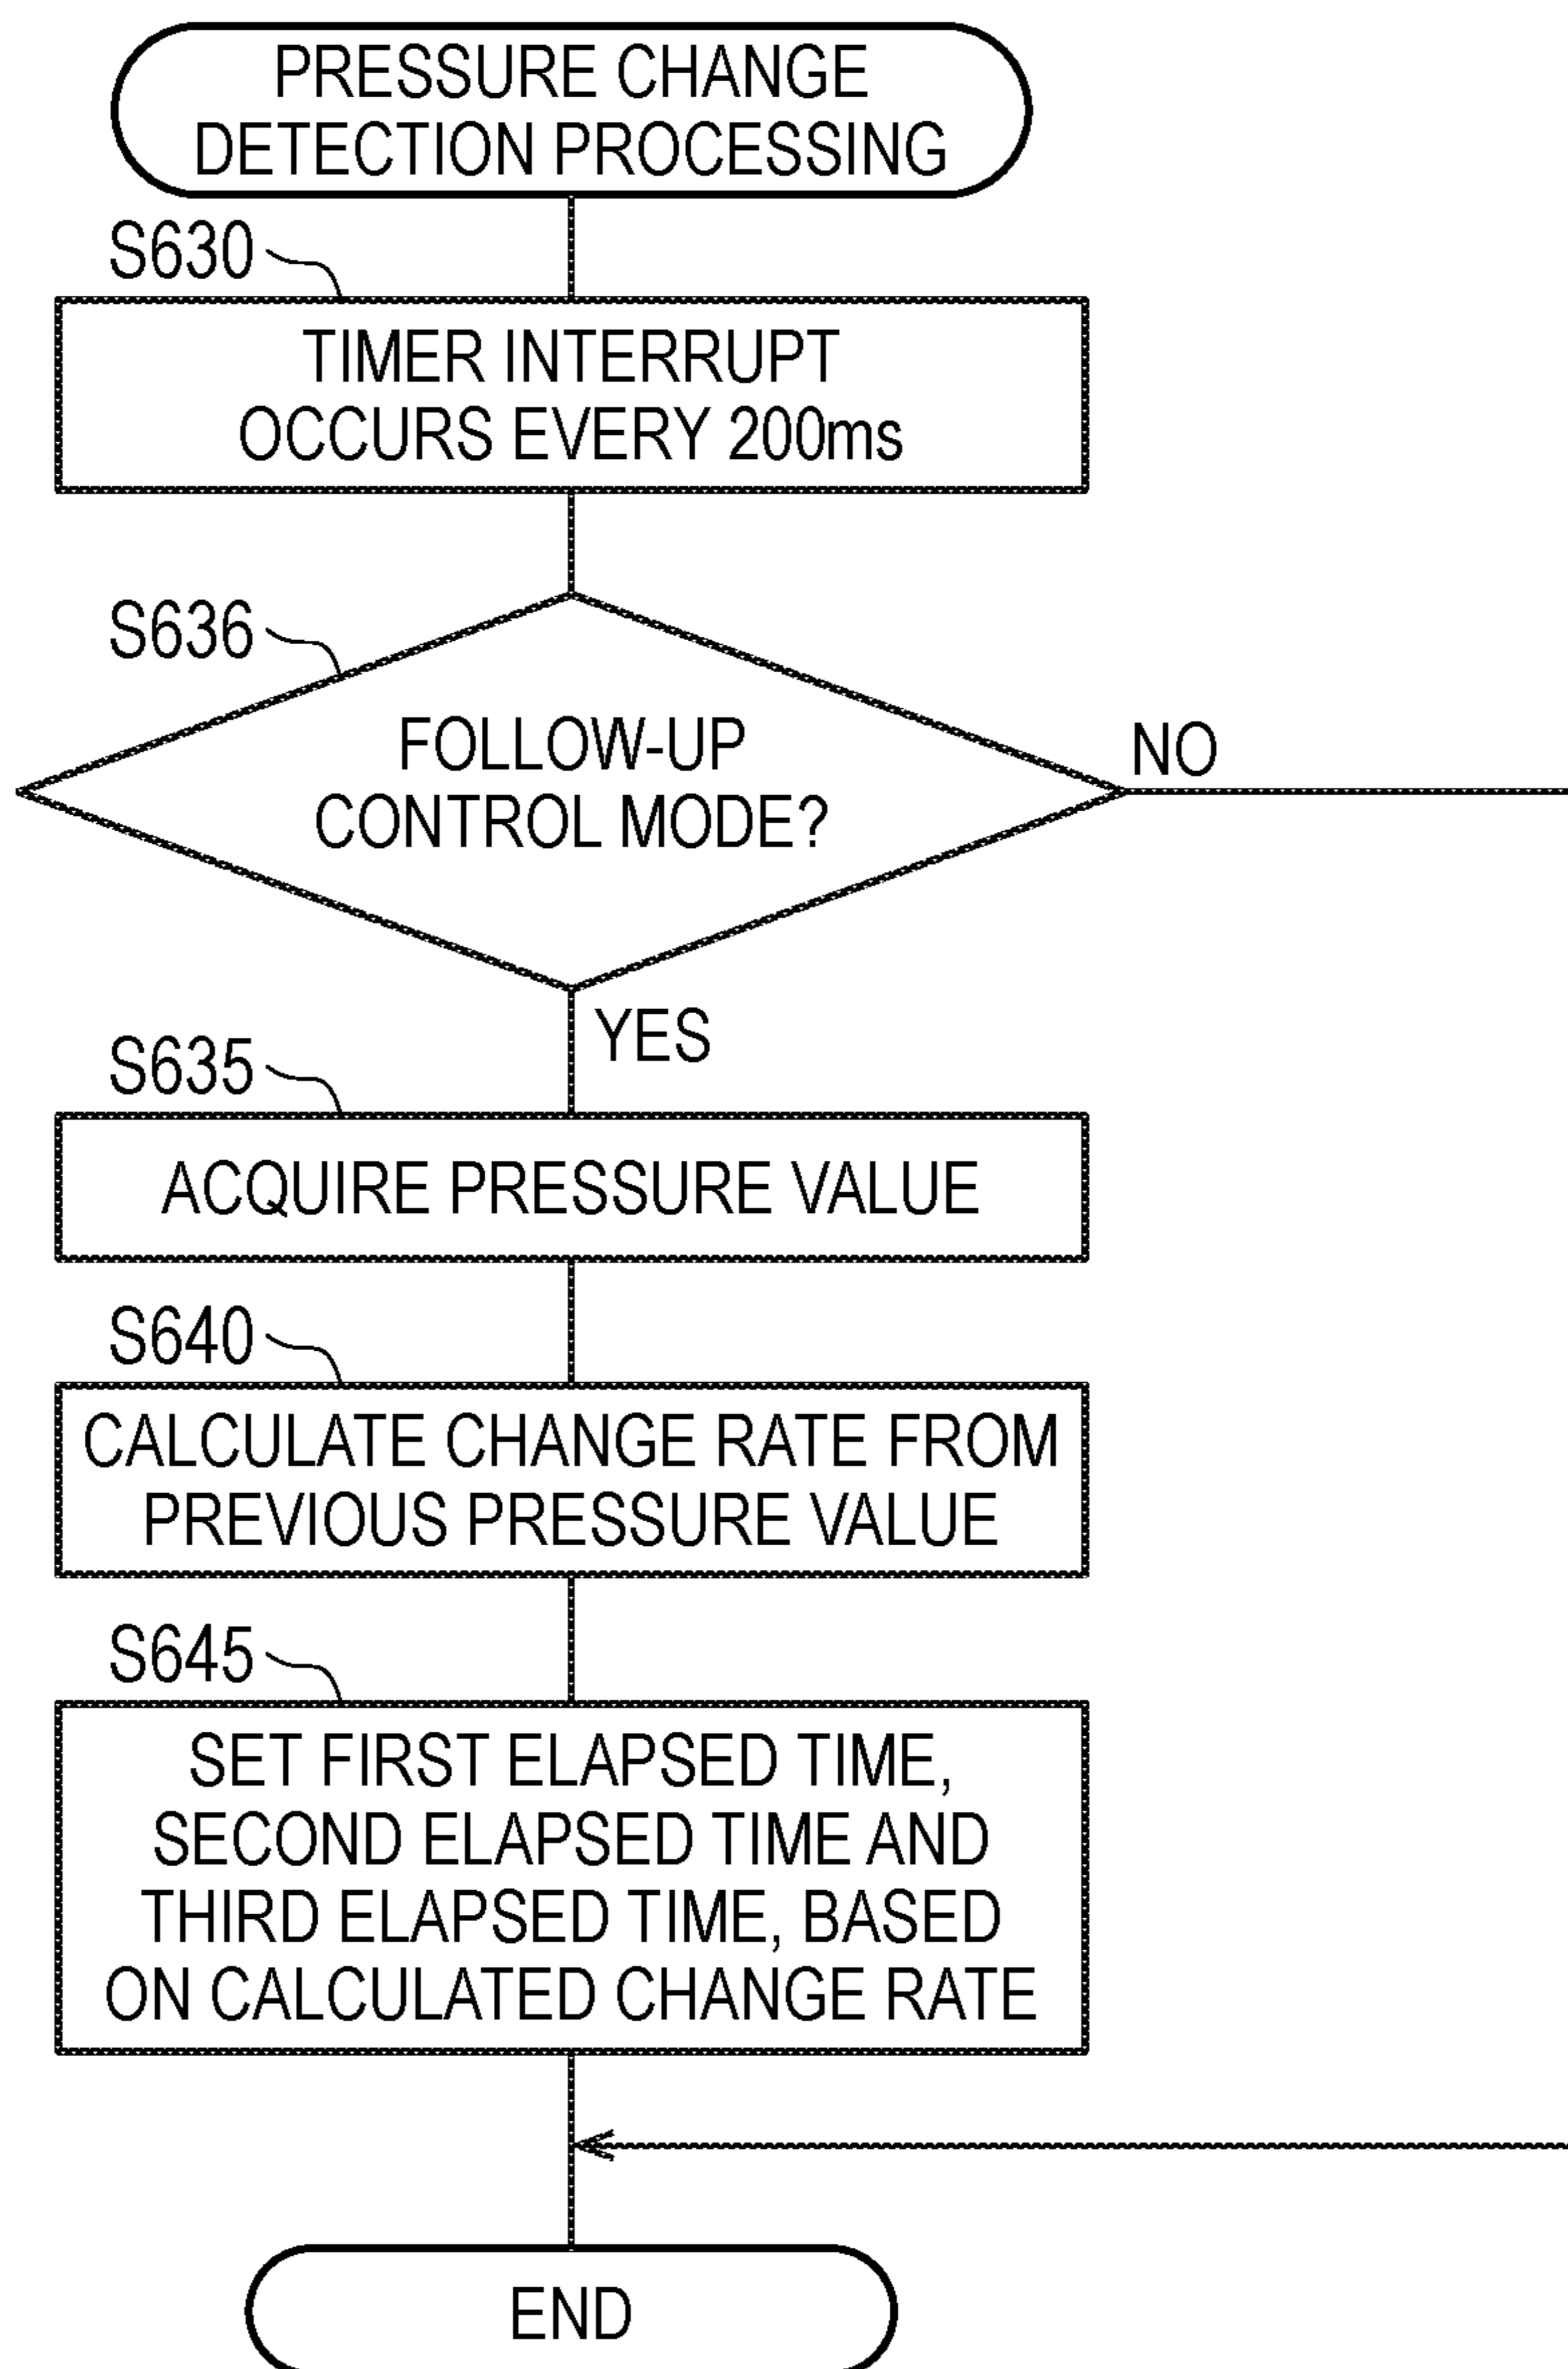 PRESSURE CHANGE
DETECTION PROCESSING
S630
TIMER INTERRUPT
OCCURS EVERY 200ms
S636
FOLLOW-UP
CONTROL MODE?
NO
YES
S635
ACQUIRE PRESSURE VALUE
S640
CALCULATE CHANGE RATE FROM
PREVIOUS PRESSURE VALUE
S645
SET FIRST ELAPSED TIME,
SECOND ELAPSED TIME AND
THIRD ELAPSED TIME, BASED
ON CALCULATED CHANGE RATE
END